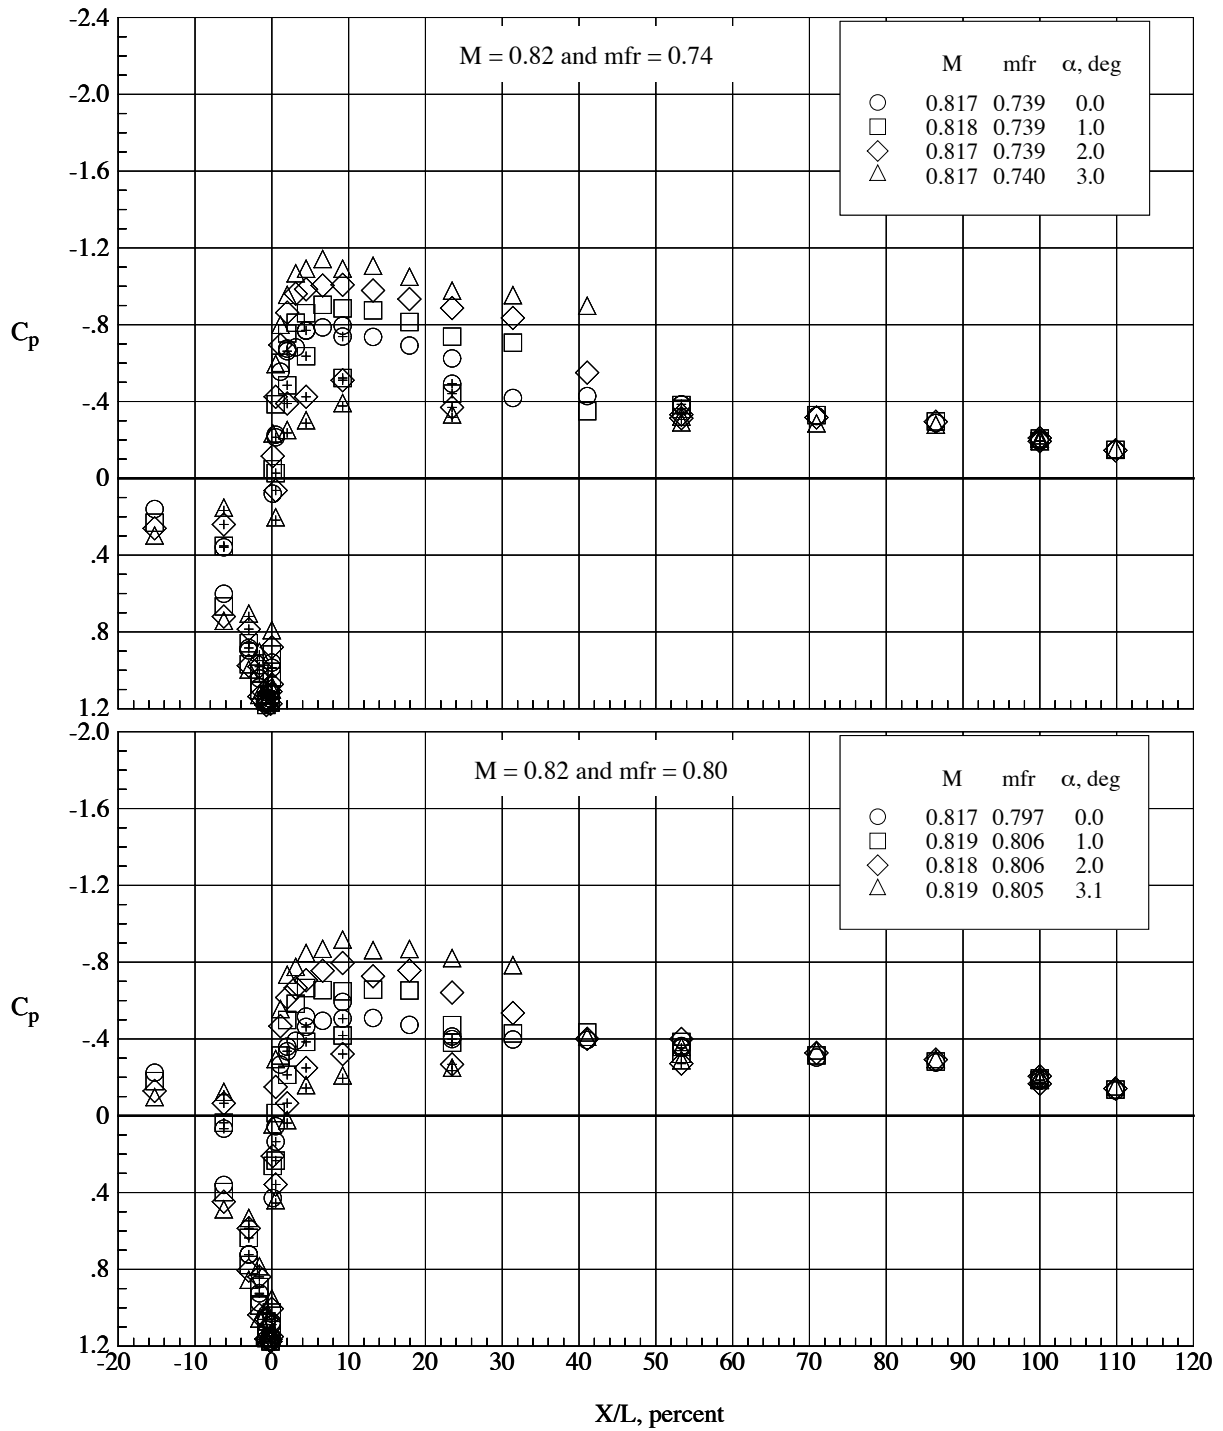 -2.4
M = 0.82 and mfr = 0.74
M mfr α, deg
0.817 0.739 0.0
0.818 0.739 1.0
0.817 0.739 2.0
0.817 0.740 3.0
-2.0
-1.6
-1.2
-.8
Cp
-.4
0
.4
.8
1.2
-2.0
M = 0.82 and mfr = 0.80
M mfr α, deg
0.817 0.797 0.0
0.819 0.806 1.0
0.818 0.806 2.0
0.819 0.805 3.1
-1.6
-1.2
-.8
Cp
-.4
0
.4
.8
1.2
-20 -10 0 10 20 30 40 50 60 70 80 90 100 110 120
X/L, percent